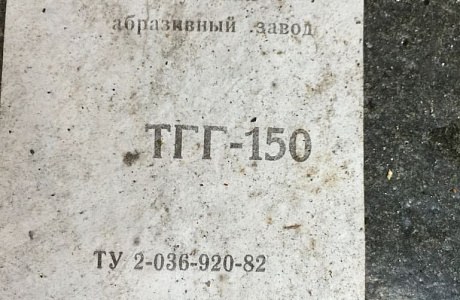 абразивный завод
ТГГ-150
ТУ 2-036-920-82